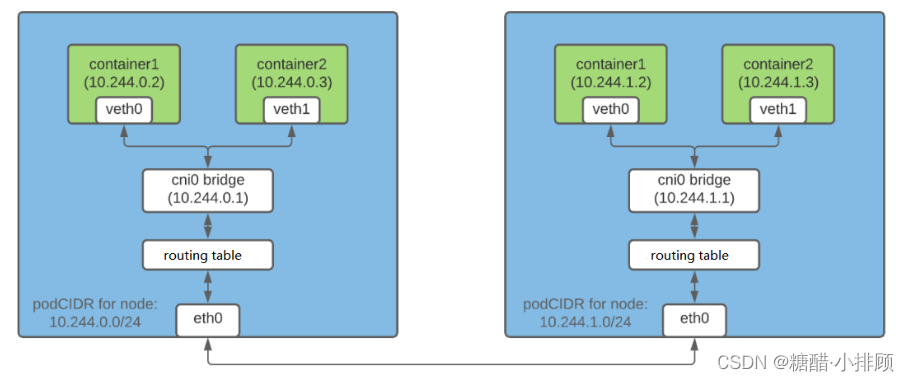 container1
(10.244.0.2)
veth0
container2
(10.244.0.3)
veth1
cni0 bridge
(10.244.0.1)
routing table
podCIDR for node:
10.244.0.0/24
eth0
container1
(10.244.1.2)
veth0
container2
(10.244.1.3)
veth1
cni0 bridge
(10.244.1.1)
routing table
podCIDR for node:
10.244.1.0/24
eth0
CSDN @糖醋·小排顾